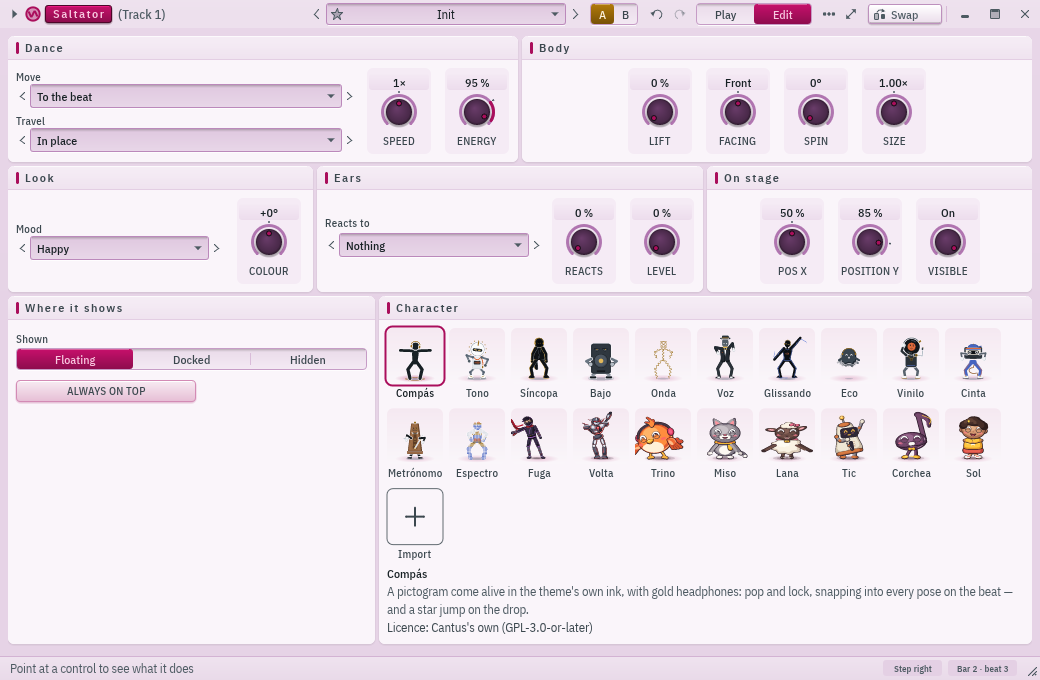 Saltator (Track 1) Init A B Play Edit Swap
Dance
Move
To the beat
Travel
In place
1× SPEED
95 % ENERGY
Body
0 % LIFT
Front FACING
0° SPIN
1.00× SIZE
Look
Mood
Happy
+0° COLOUR
Ears
Reacts to
Nothing
0 % REACTS
0 % LEVEL
On stage
50 % POS X
85 % POSITION Y
On VISIBLE
Where it shows
Shown
Floating Docked Hidden
ALWAYS ON TOP
Character
Compás Tono Síncopa Bajo Onda Voz Glissando Eco Vinilo Cinta
Metrónomo Espectro Fuga Volta Trino Miso Lana Tic Corchea Sol
Import
Compás
A pictogram come alive in the theme's own ink, with gold headphones: pop and lock, snapping into every pose on the beat —
and a star jump on the drop.
Licence: Cantus's own (GPL-3.0-or-later)
Point at a control to see what it does Step right Bar 2 · beat 3